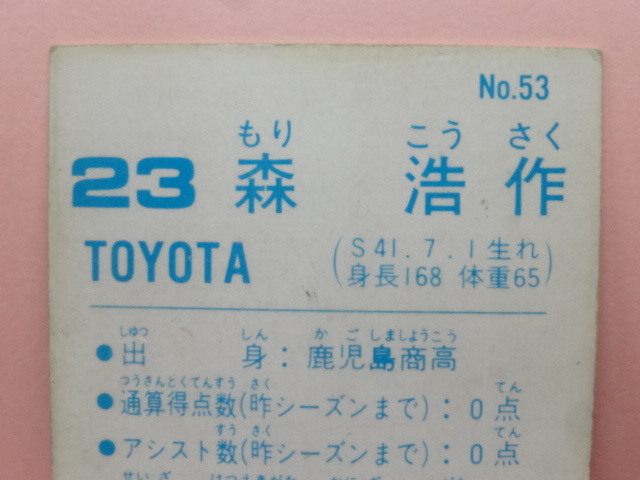 No.53
もり こう さく
23 森 浩 作
TOYOTA
(S41.7.1生れ
身長168 体重65)
しゅつ しん か ご しましようこう
●出 身:鹿児島商高
つうさんとくてんすう さく てん
●通算得点数(昨シーズンまで):0点
すう さく てん
●アシスト数(昨シーズンまで):0点